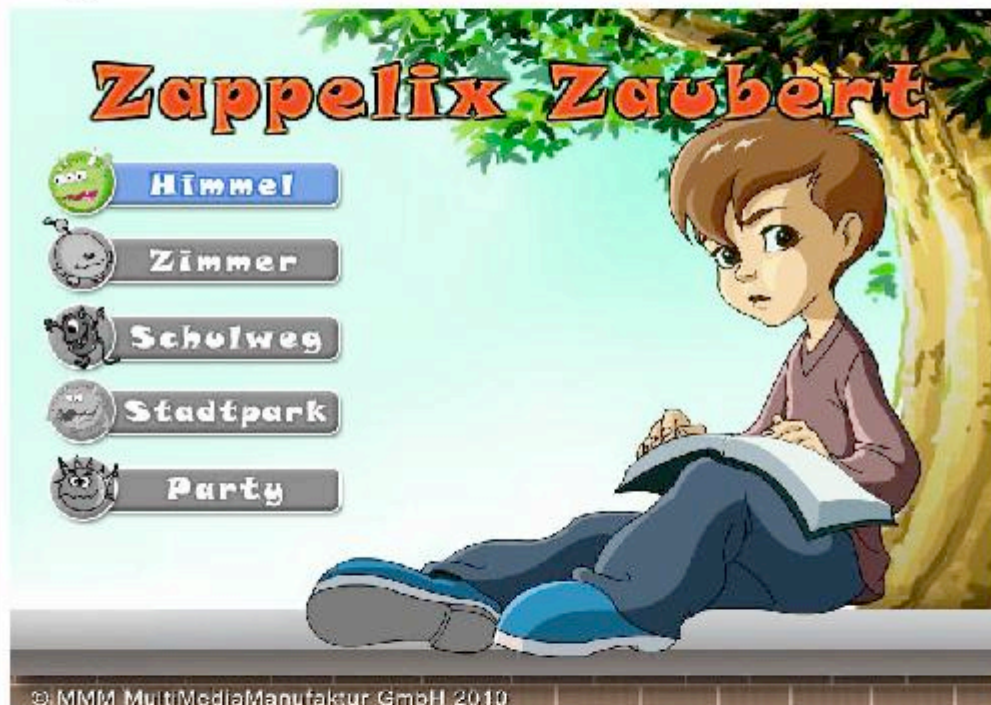 Zappelix Zaubert
Himmel
Zimmer
Schulweg
Stadtpark
Party
© MMM MultiMediaManufaktur GmbH 2010